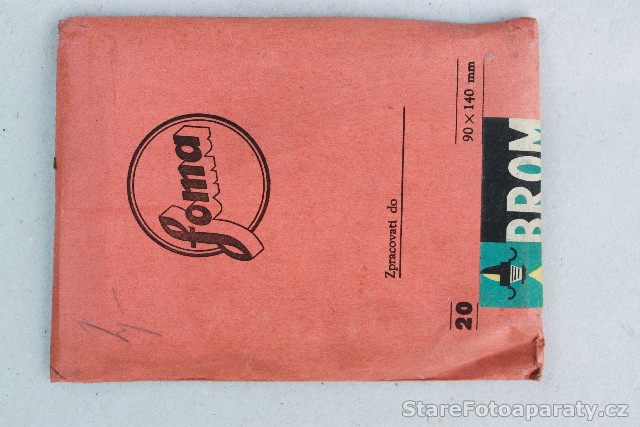 foma
Zpracovati do
90 × 140 mm
20
BROM
StareFotoaparaty.cz